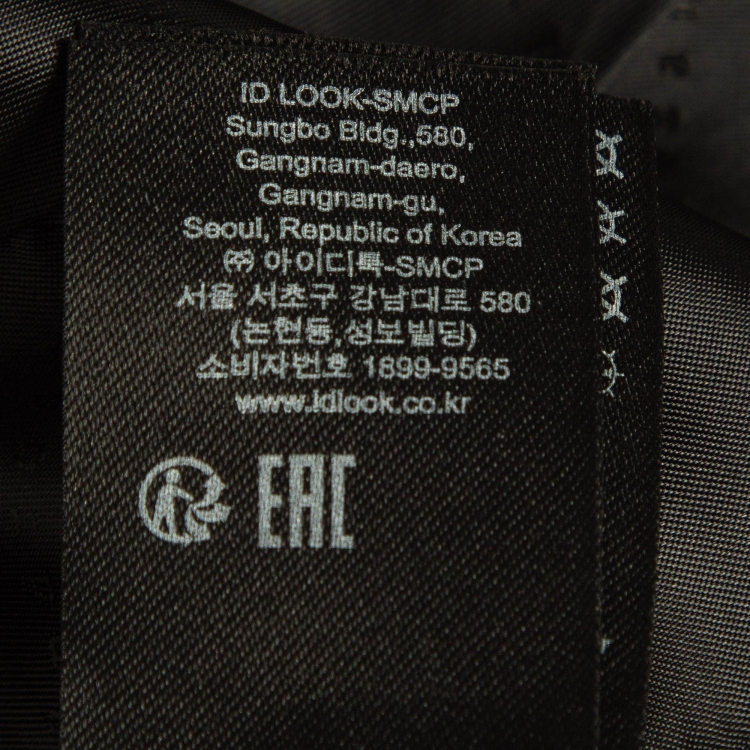 ID LOOK-SMCP
Sungbo Bldg.,580,
Gangnam-daero,
Gangnam-gu,
Seoul, Republic of Korea
㈜ 아이디룩-SMCP
서울 서초구 강남대로 580
(논현동,성보빌딩)
소비자번호 1899-9565
www.idlook.co.kr
EAC